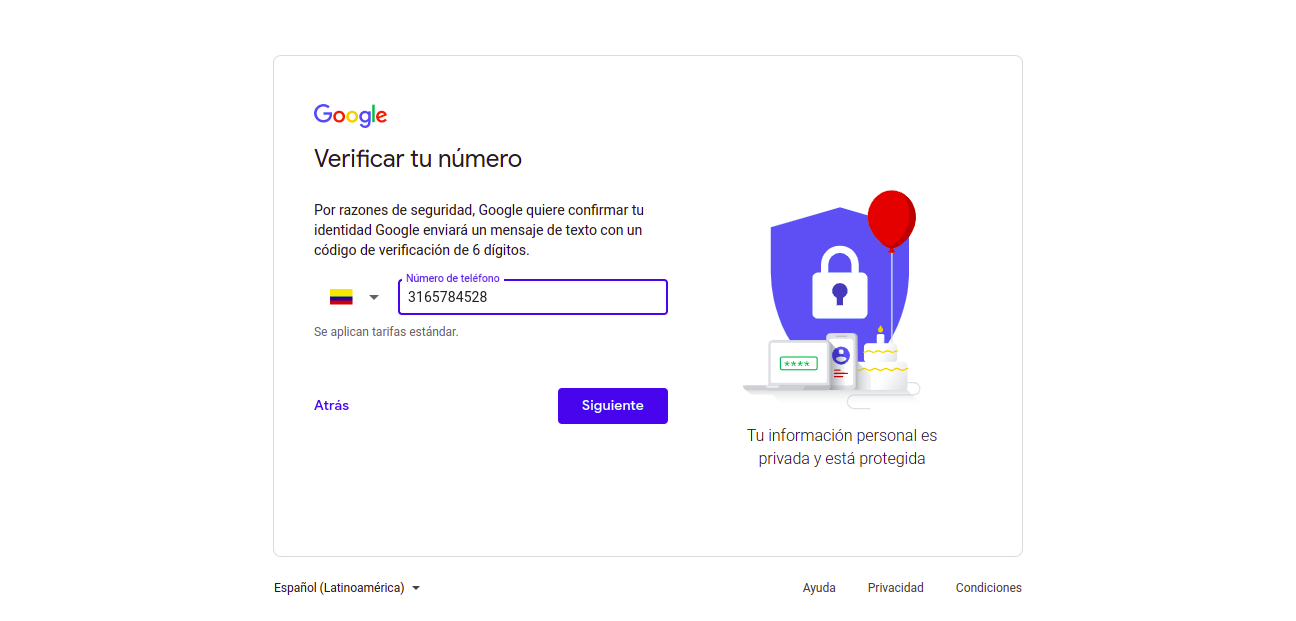 Google
Verificar tu número
Por razones de seguridad, Google quiere confirmar tu
identidad Google enviará un mensaje de texto con un
código de verificación de 6 dígitos.
Número de teléfono
3165784528
Se aplican tarifas estándar.
Atrás
Siguiente
****
Tu información personal es
privada y está protegida
Español (Latinoamérica)
Ayuda
Privacidad
Condiciones